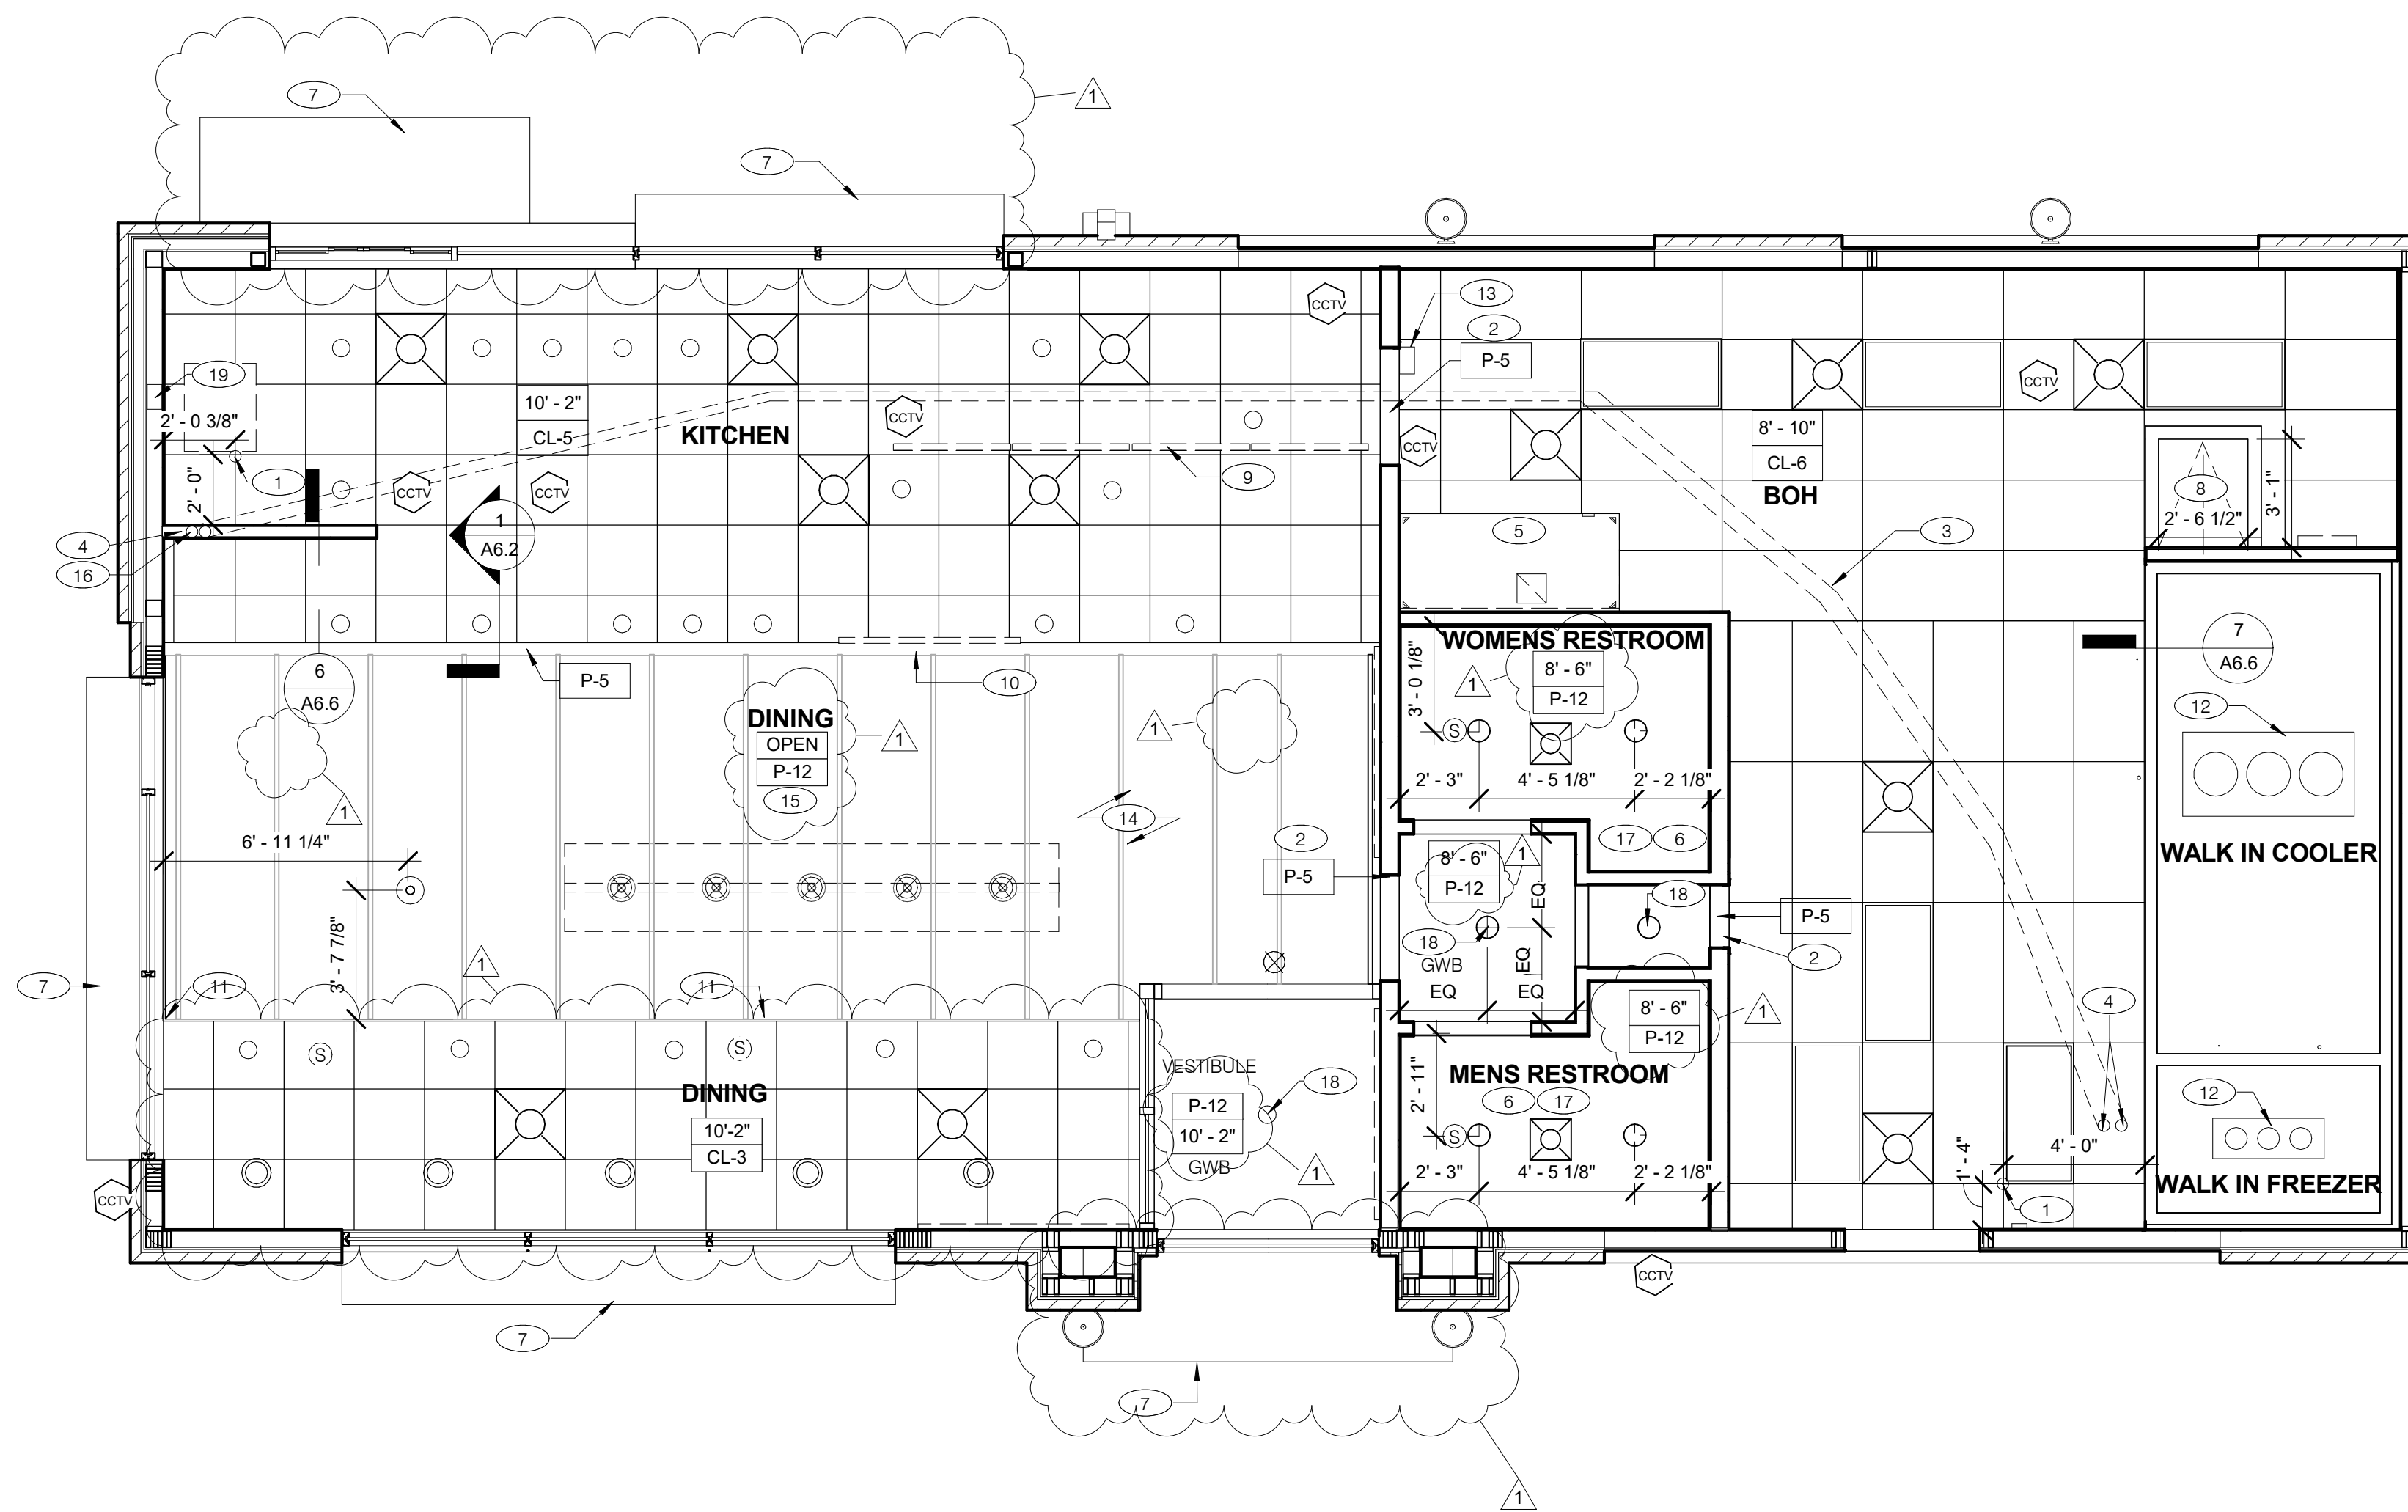 7
1
7
CCTV
13
2
P-5
19
2' - 0 3/8"
10' - 2"
CL-5
KITCHEN
CCTV
CCTV
CCTV
8' - 10"
CL-6
BOH
2' - 0"
1
CCTV
CCTV
9
8
3' - 1"
2' - 6 1/2"
1
A6.2
5
3
4
16
6
A6.6
P-5
10
WOMENS RESTROOM
8' - 6"
P-12
1
3' - 0 1/8"
7
A6.6
12
DINING
OPEN
P-12
15
1
1
S
2' - 3"
4' - 5 1/8"
2' - 2 1/8"
1
6' - 11 1/4"
14
2
P-5
17
6
8' - 6"
P-12
1
EQ
WALK IN COOLER
18
P-5
2
3' - 7 7/8"
18
GWB
EQ
EQ
EQ
7
11
1
11
8' - 6"
P-12
1
4
S
S
VESTIBULE
P-12
10' - 2"
GWB
18
1
2' - 11"
MENS RESTROOM
6
17
S
2' - 3"
4' - 5 1/8"
2' - 2 1/8"
DINING
10'-2"
CL-3
12
4' - 0"
1' - 4"
1
WALK IN FREEZER
CCTV
CCTV
7
7
1